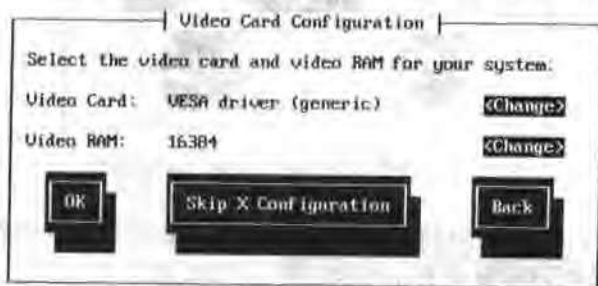 Video Card Configuration
Select the video card and video RAM for your system:
Video Card: VESA driver (generic) <Change>
Video RAM: 16384 <Change>
OK Skip X Configuration Back